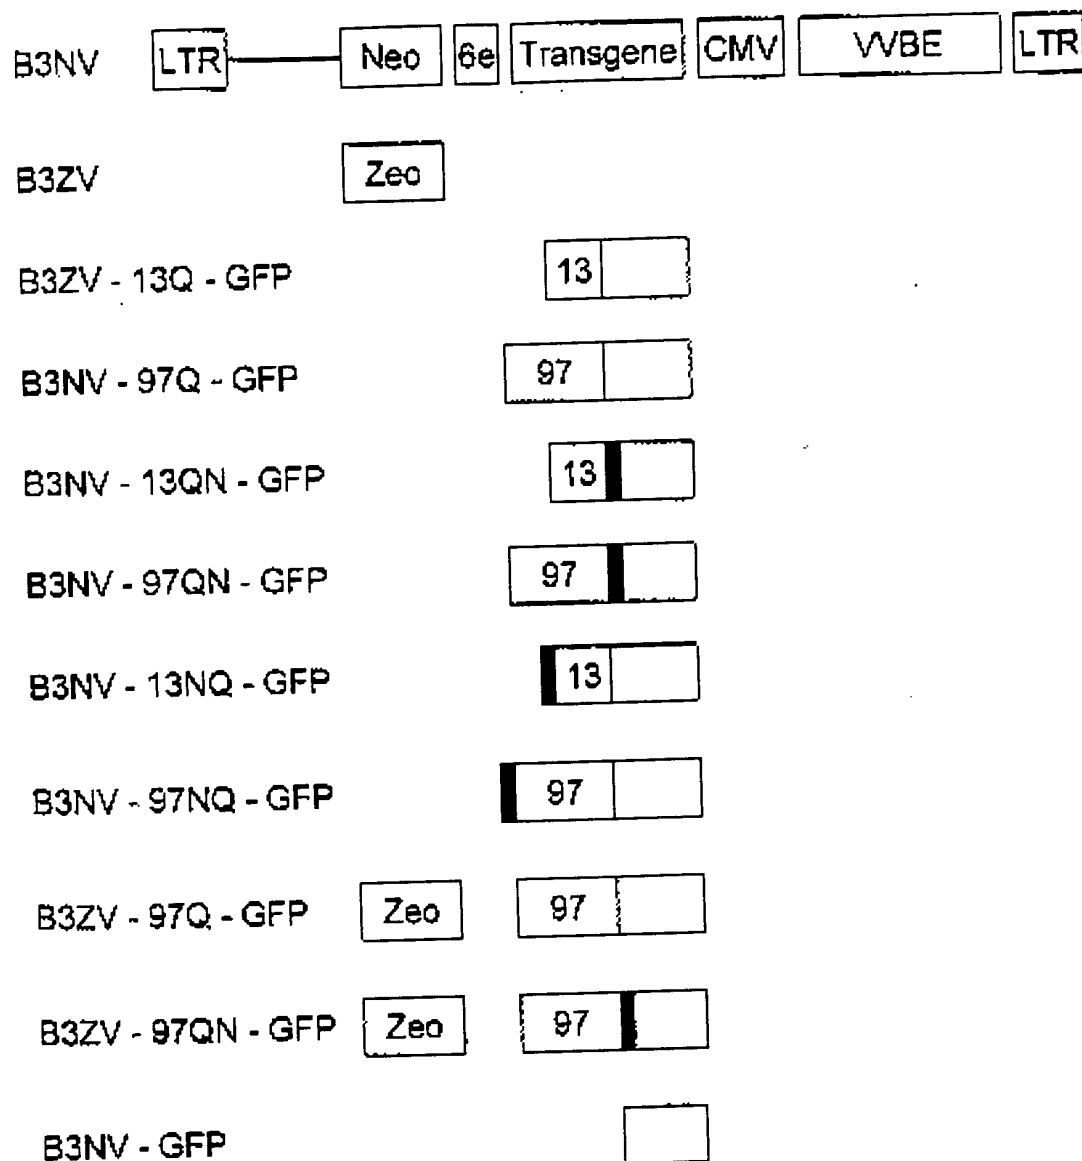 B3NV LTR Neo 6e Transgene CMV VVBE LTR
B3ZV Zeo
B3ZV - 13Q - GFP 13
B3NV - 97Q - GFP 97
B3NV - 13QN - GFP 13
B3NV - 97QN - GFP 97
B3NV - 13NQ - GFP 13
B3NV - 97NQ - GFP 97
B3ZV - 97Q - GFP Zeo 97
B3ZV - 97QN - GFP Zeo 97
B3NV - GFP